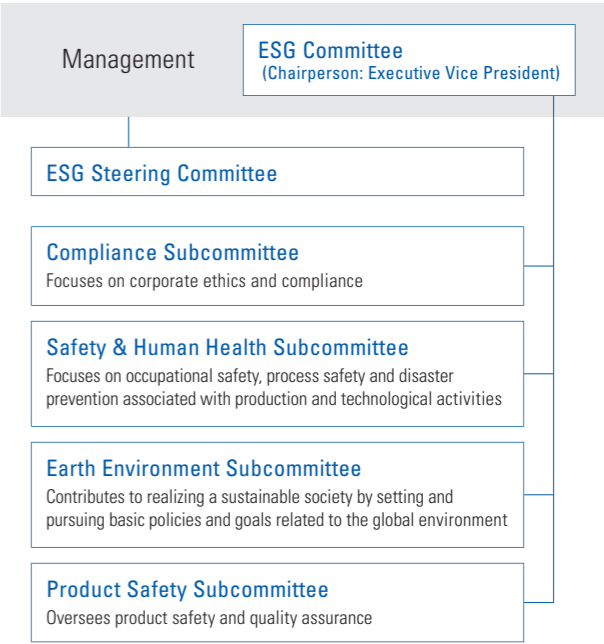 Management
ESG Committee
(Chairperson: Executive Vice President)
ESG Steering Committee
Compliance Subcommittee
Focuses on corporate ethics and compliance
Safety & Human Health Subcommittee
Focuses on occupational safety, process safety and disaster
prevention associated with production and technological activities
Earth Environment Subcommittee
Contributes to realizing a sustainable society by setting and
pursuing basic policies and goals related to the global environment
Product Safety Subcommittee
Oversees product safety and quality assurance